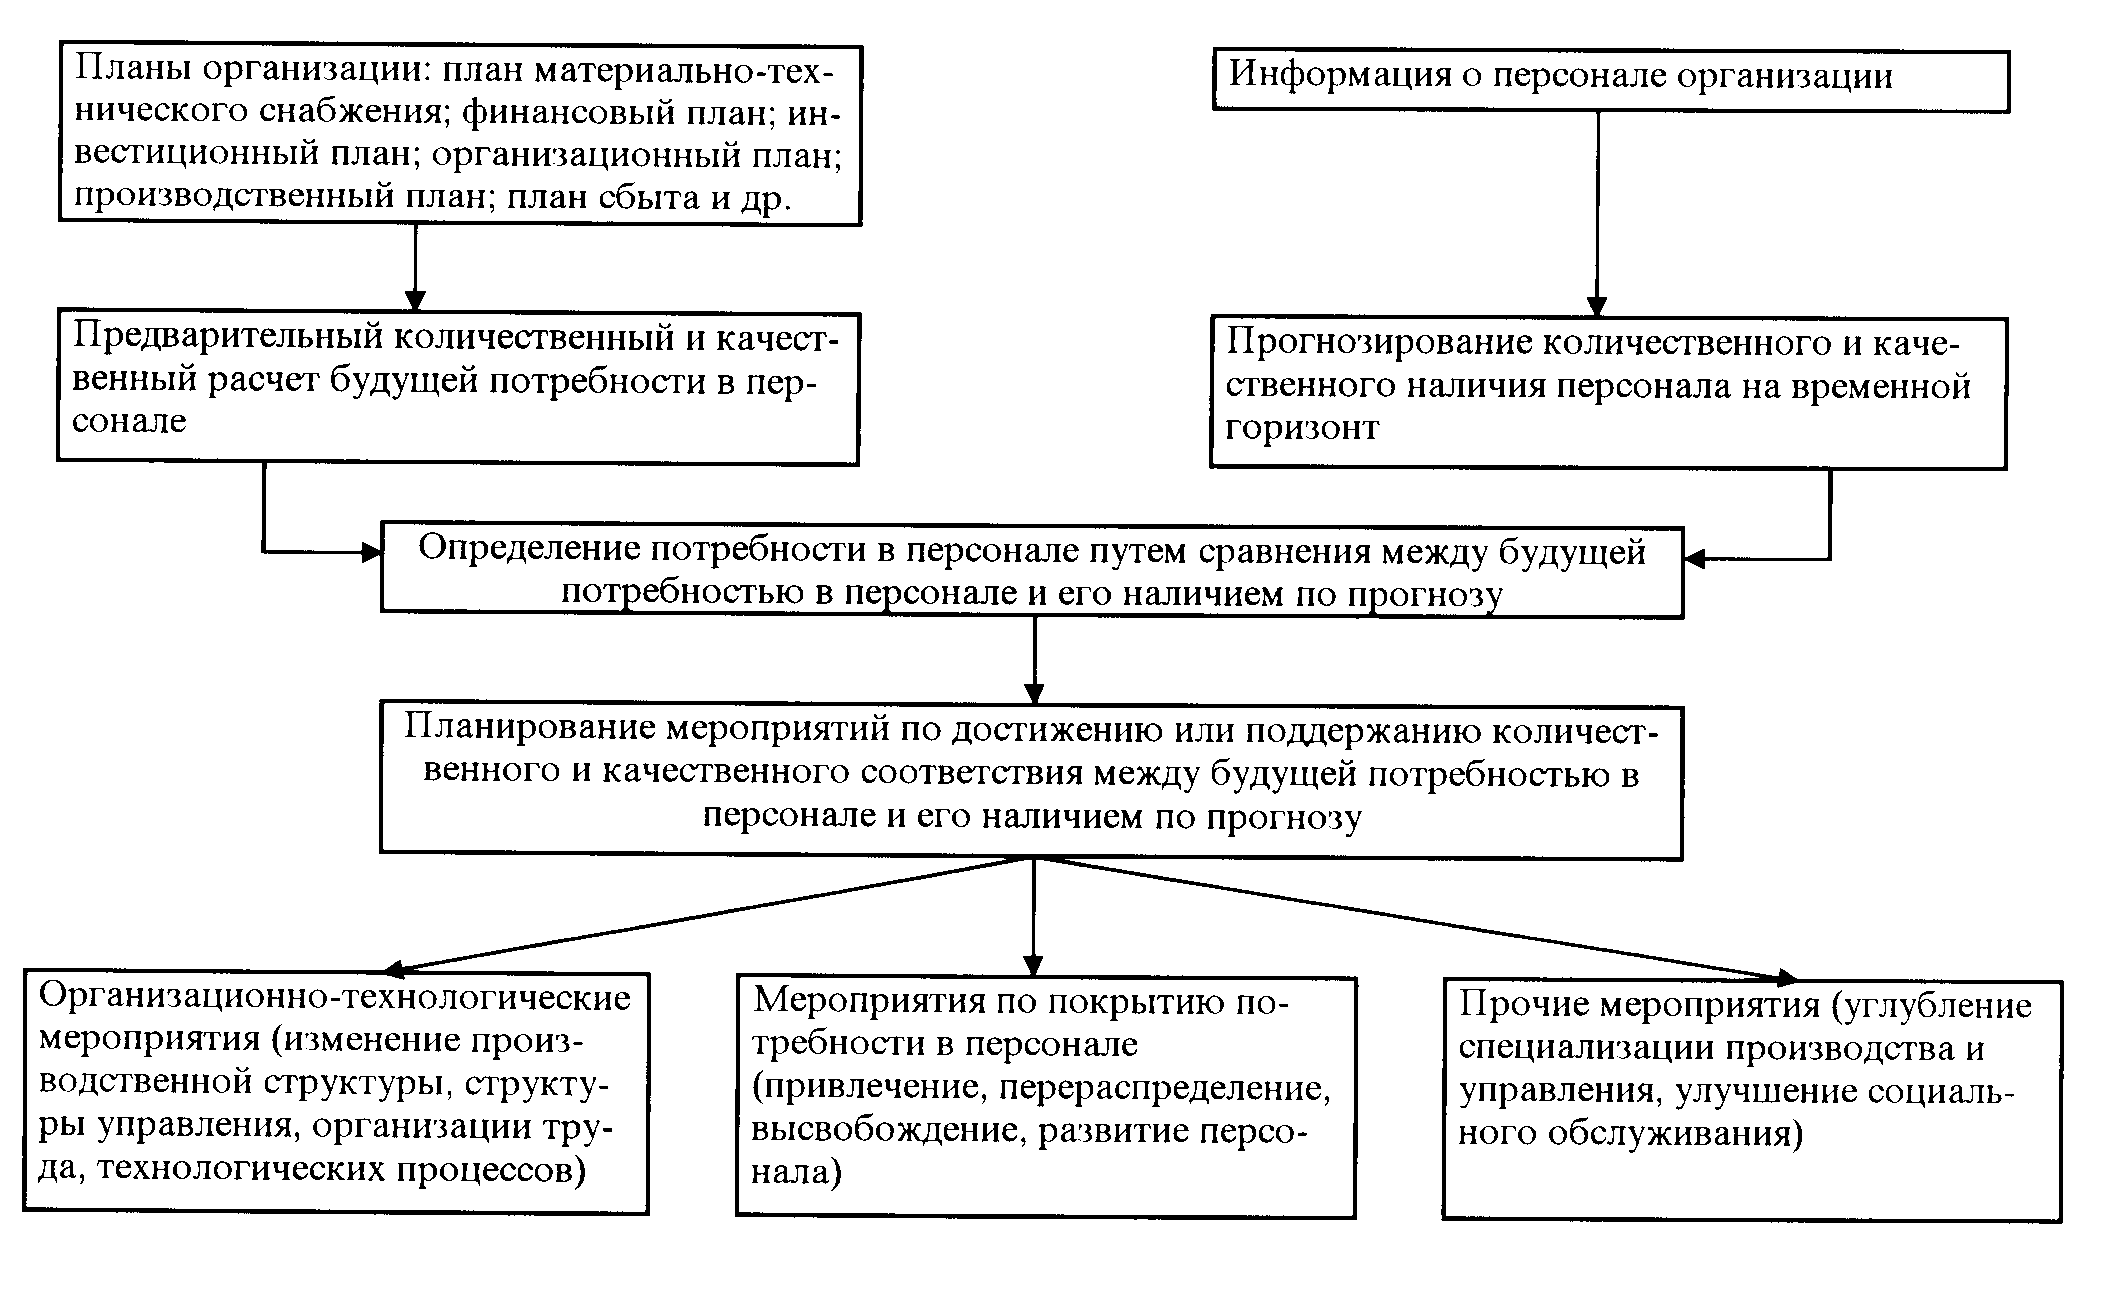 Планы организации: план материально-тех-
нического снабжения; финансовый план; ин-
вестиционный план; организационный план;
производственный план; план сбыта и др.
Информация о персонале организации
Предварительный количественный и качест-
венный расчет будущей потребности в пер-
сонале
Прогнозирование количественного и каче-
ственного наличия персонала на временной
горизонт
Определение потребности в персонале путем сравнения между будущей
потребностью в персонале и его наличием по прогнозу
Планирование мероприятий по достижению или поддержанию количест-
венного и качественного соответствия между будущей потребностью в
персонале и его наличием по прогнозу
Организационно-технологические
мероприятия (изменение произ-
водственной структуры, структу-
ры управления, организации тру-
да, технологических процессов)
Мероприятия по покрытию по-
требности в персонале
(привлечение, перераспределение,
высвобождение, развитие персо-
нала)
Прочие мероприятия (углубление
специализации производства и
управления, улучшение социаль-
ного обслуживания)